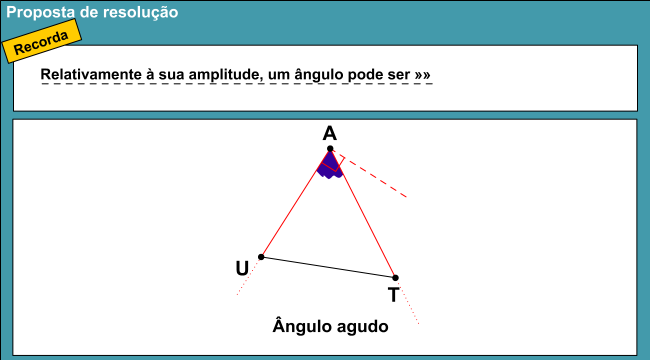 Proposta de resolução
Recorda
Relativamente à sua amplitude, um ângulo pode ser »»
A
U
T
Ângulo agudo